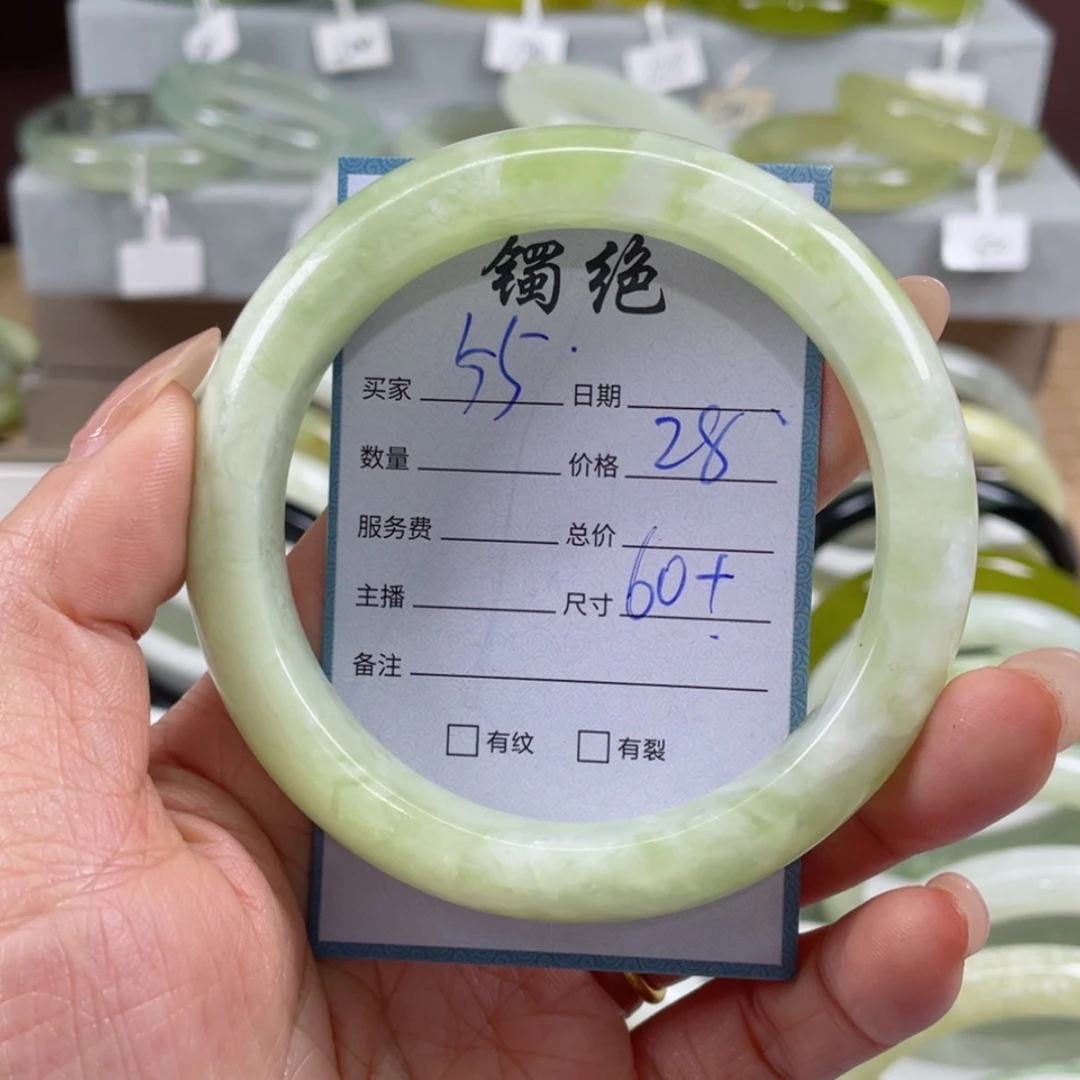 镯绝
买家 55. 日期
数量 价格 28
服务费 总价
主播 尺寸 60+
备注
□有纹 □有裂